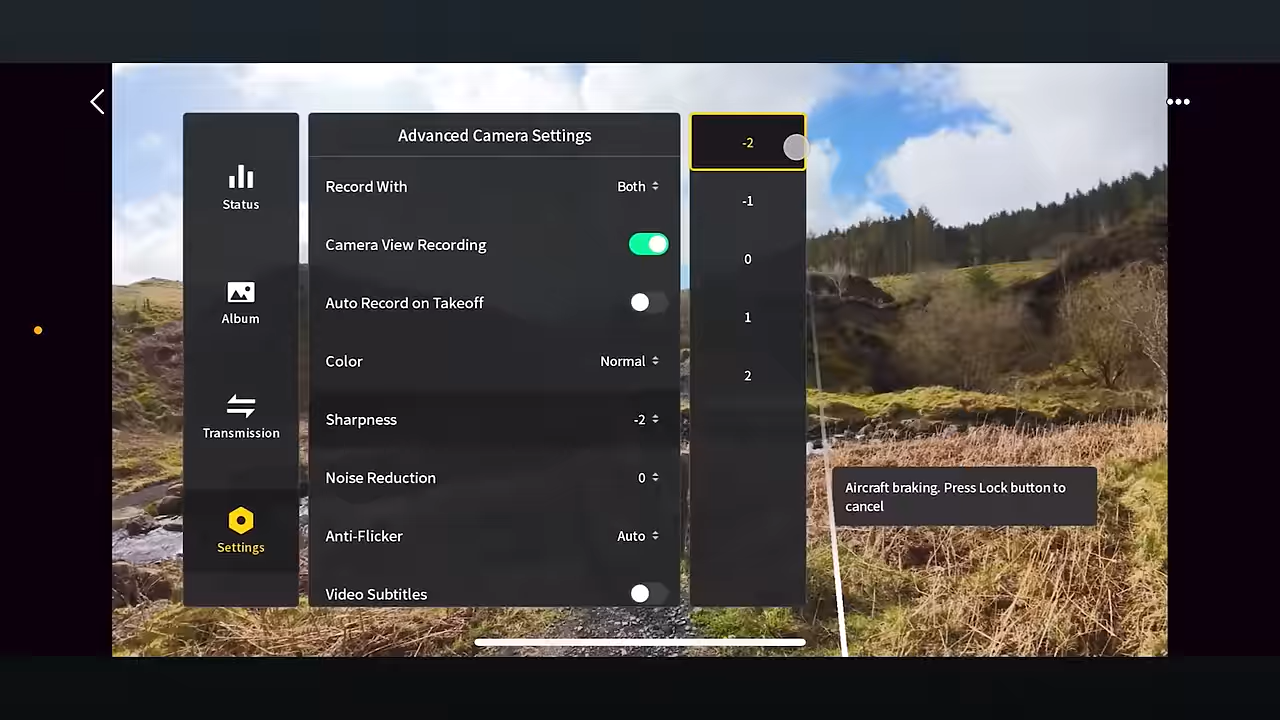 Status
Album
Transmission
Settings
Advanced Camera Settings
Record With Both
Camera View Recording
Auto Record on Takeoff
Color Normal
Sharpness -2
Noise Reduction 0
Anti-Flicker Auto
Video Subtitles
-2
-1
0
1
2
Aircraft braking. Press Lock button to
cancel